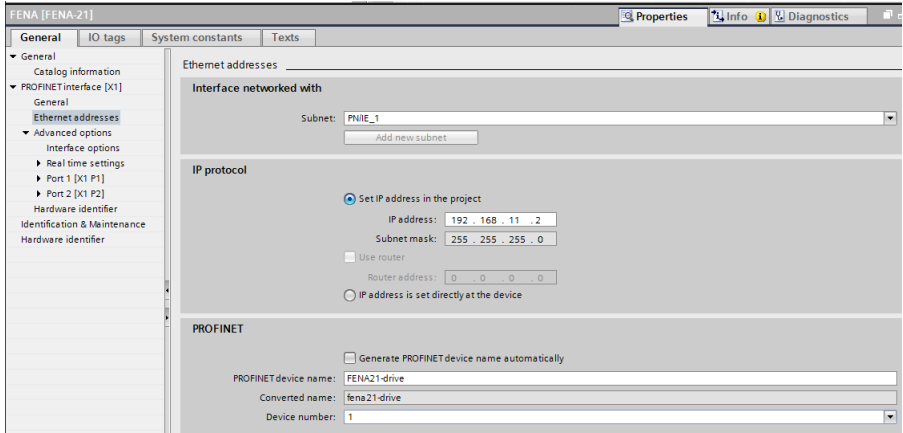 FENA [FENA-21]
Properties
Info
Diagnostics
General
IO tags
System constants
Texts
General
Catalog information
PROFINET interface [X1]
General
Ethernet addresses
Advanced options
Interface options
Real time settings
Port 1 [X1 P1]
Port 2 [X1 P2]
Hardware identifier
Identification & Maintenance
Hardware identifier
Ethernet addresses
Interface networked with
Subnet: PN/IE_1
Add new subnet
IP protocol
Set IP address in the project
IP address: 192 . 168 . 11 . 2
Subnet mask: 255 . 255 . 255 . 0
Use router
Router address: 0 . 0 . 0 . 0
IP address is set directly at the device
PROFINET
Generate PROFINET device name automatically
PROFINET device name: FENA21-drive
Converted name: fena21-drive
Device number: 1